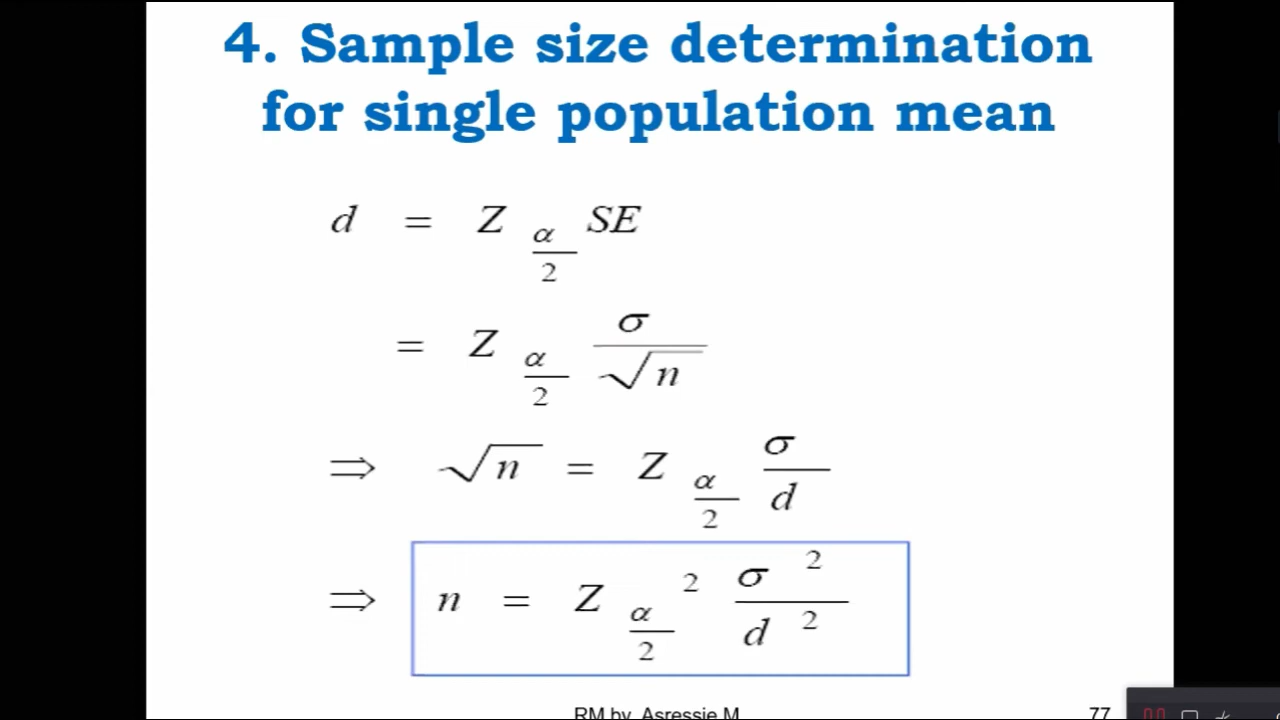 4. Sample size determination
for single population mean
d = Z α/2 SE
= Z α/2 σ/√n
⇒ √n = Z α/2 σ/d
⇒ n = Z α/2 ² σ²/d²
RM by Asressie M 77